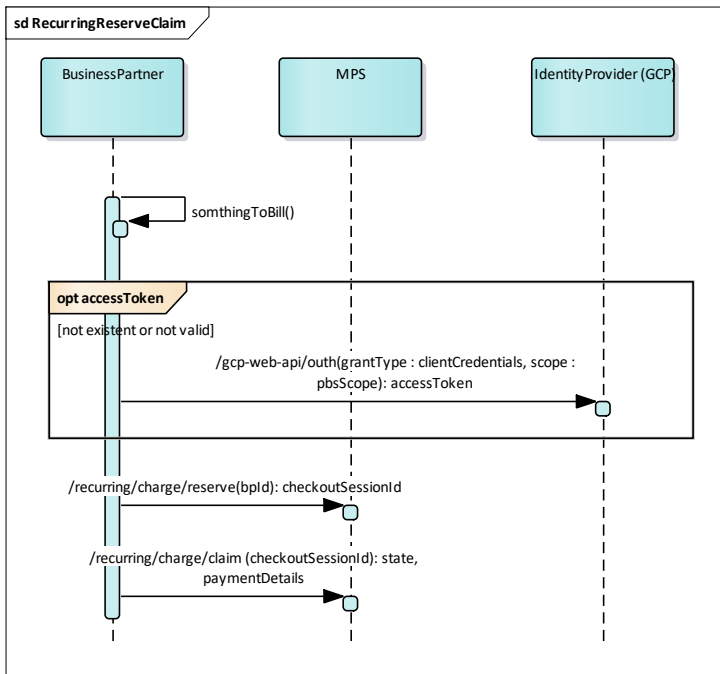 sd RecurringReserveClaim
BusinessPartner
MPS
IdentityProvider (GCP)
somthingToBill()
opt accessToken
[not existent or not valid]
/gcp-web-api/outh(grantType : clientCredentials, scope :
pbsScope): accessToken
/recurring/charge/reserve(bpId): checkoutSessionId
/recurring/charge/claim (checkoutSessionId): state,
paymentDetails